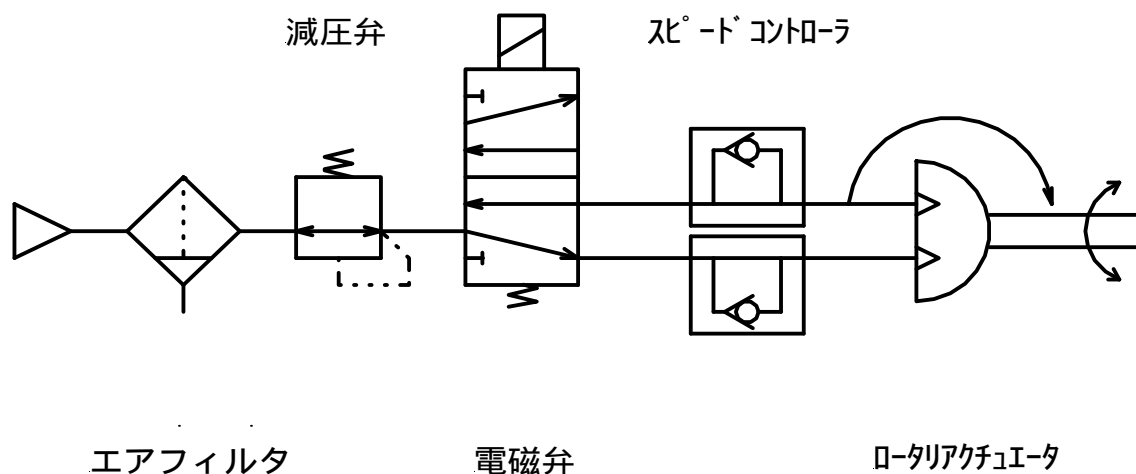 減圧弁
ｽﾋﾟｰﾄﾞｺﾝﾄﾛｰﾗ
エアフィルタ
電磁弁
ﾛｰﾀﾘｱｸﾁｭｴｰﾀ